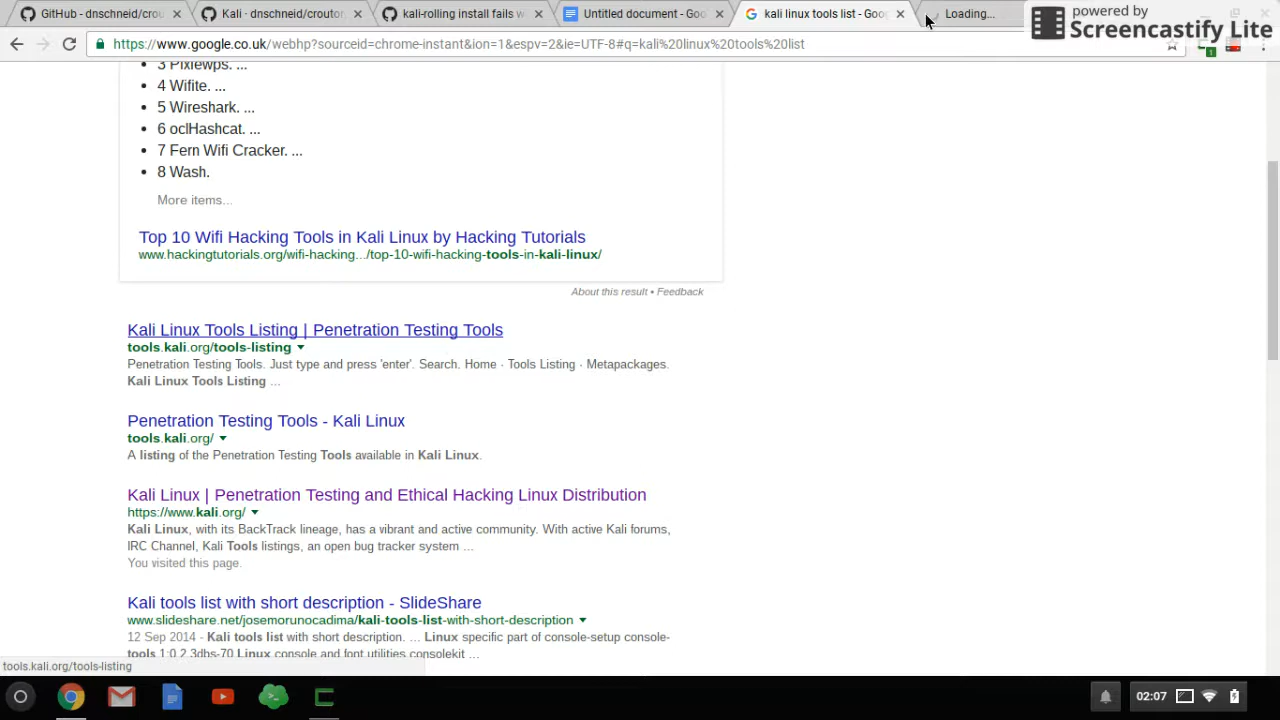 GitHub - dnschneid/crou
Kali · dnschneid/crouton
kali-rolling install fails w
Untitled document - Goo
kali linux tools list - Goo
Loading...
powered by
Screencastify Lite
https://www.google.co.uk/webhp?sourceid=chrome-instant&ion=1&espv=2&ie=UTF-8#q=kali%20linux%20tools%20list
3 Pixiewps. ...
4 Wifite. ...
5 Wireshark. ...
6 oclHashcat. ...
7 Fern Wifi Cracker. ...
8 Wash.
More items...
Top 10 Wifi Hacking Tools in Kali Linux by Hacking Tutorials
www.hackingtutorials.org/wifi-hacking.../top-10-wifi-hacking-tools-in-kali-linux/
About this result • Feedback
Kali Linux Tools Listing | Penetration Testing Tools
tools.kali.org/tools-listing
Penetration Testing Tools. Just type and press 'enter'. Search. Home · Tools Listing · Metapackages.
Kali Linux Tools Listing ...
Penetration Testing Tools - Kali Linux
tools.kali.org/
A listing of the Penetration Testing Tools available in Kali Linux.
Kali Linux | Penetration Testing and Ethical Hacking Linux Distribution
https://www.kali.org/
Kali Linux, with its BackTrack lineage, has a vibrant and active community. With active Kali forums,
IRC Channel, Kali Tools listings, an open bug tracker system ...
You visited this page.
Kali tools list with short description - SlideShare
www.slideshare.net/josemorunocadima/kali-tools-list-with-short-description
12 Sep 2014 - Kali tools list with short description. ... Linux specific part of console-setup console-
tools 1:0.2.3dbs-70 Linux console and font utilities consolekit ...
tools.kali.org/tools-listing
1
02:07